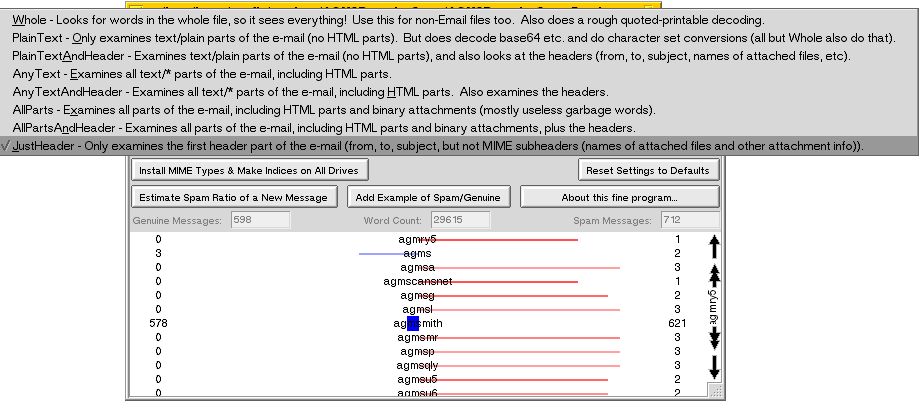 Whole - Looks for words in the whole file, so it sees everything!  Use this for non-Email files too.  Also does a rough quoted-printable decoding.
PlainText - Only examines text/plain parts of the e-mail (no HTML parts).  But does decode base64 etc. and do character set conversions (all but Whole also do that).
PlainTextAndHeader - Examines text/plain parts of the e-mail (no HTML parts), and also looks at the headers (from, to, subject, names of attached files, etc).
AnyText - Examines all text/* parts of the e-mail, including HTML parts.
AnyTextAndHeader - Examines all text/* parts of the e-mail, including HTML parts.  Also examines the headers.
AllParts - Examines all parts of the e-mail, including HTML parts and binary attachments (mostly useless garbage words).
AllPartsAndHeader - Examines all parts of the e-mail, including HTML parts and binary attachments, plus the headers.
JustHeader - Only examines the first header part of the e-mail (from, to, subject, but not MIME subheaders (names of attached files and other attachment info)).
Install MIME Types & Make Indices on All Drives Reset Settings to Defaults
Estimate Spam Ratio of a New Message Add Example of Spam/Genuine About this fine program...
Genuine Messages: 598 Word Count: 29615 Spam Messages: 712
0 agmry5 1
3 agms 2
0 agmsa 3
0 agmscansnet 1
0 agmsg 2
0 agmsl 3
578 agmsmith 621
0 agmsmr 3
0 agmsp 3
0 agmsqly 3
0 agmsu5 2
0 agmsu6 2
agmry5